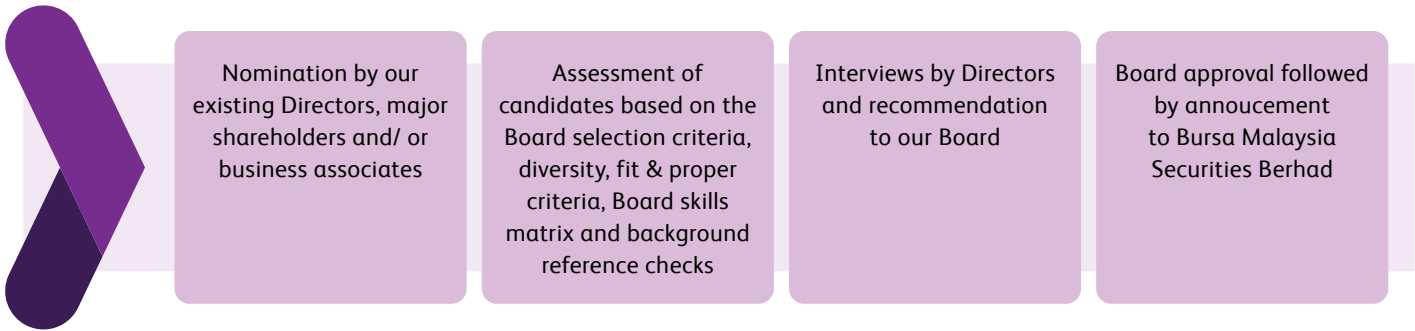 Nomination by our
existing Directors, major
shareholders and/ or
business associates
Assessment of
candidates based on the
Board selection criteria,
diversity, fit & proper
criteria, Board skills
matrix and background
reference checks
Interviews by Directors
and recommendation
to our Board
Board approval followed
by annoucement
to Bursa Malaysia
Securities Berhad